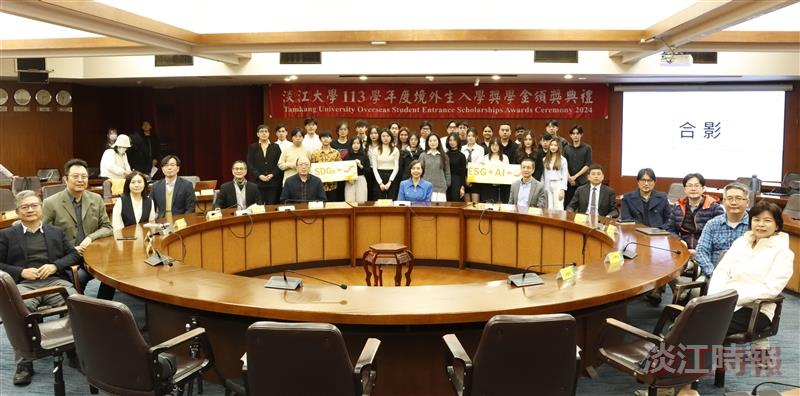 淡江大學113學年度境外生入學獎學金頒獎典禮
Tamkang University Overseas Student Entrance Scholarships Awards Ceremony 2024
合影
SDGs
ESG+AI=
淡江時報